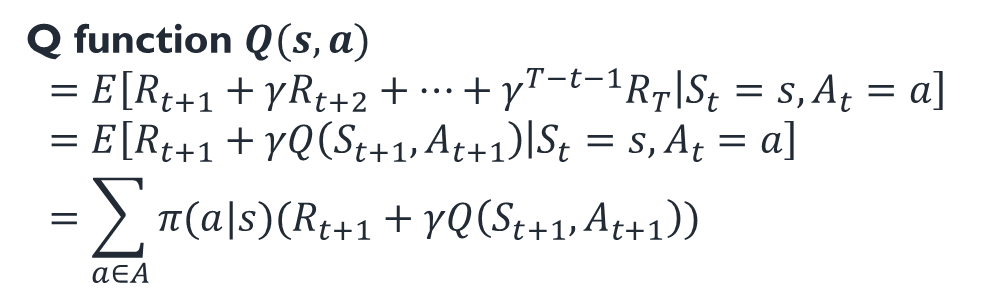 Q function Q(s, a)
= E[R_{t+1} + γR_{t+2} + ⋯ + γ^{T−t−1}R_T|S_t = s, A_t = a]
= E[R_{t+1} + γQ(S_{t+1}, A_{t+1})|S_t = s, A_t = a]
= ∑_{a∈A} π(a|s)(R_{t+1} + γQ(S_{t+1}, A_{t+1}))